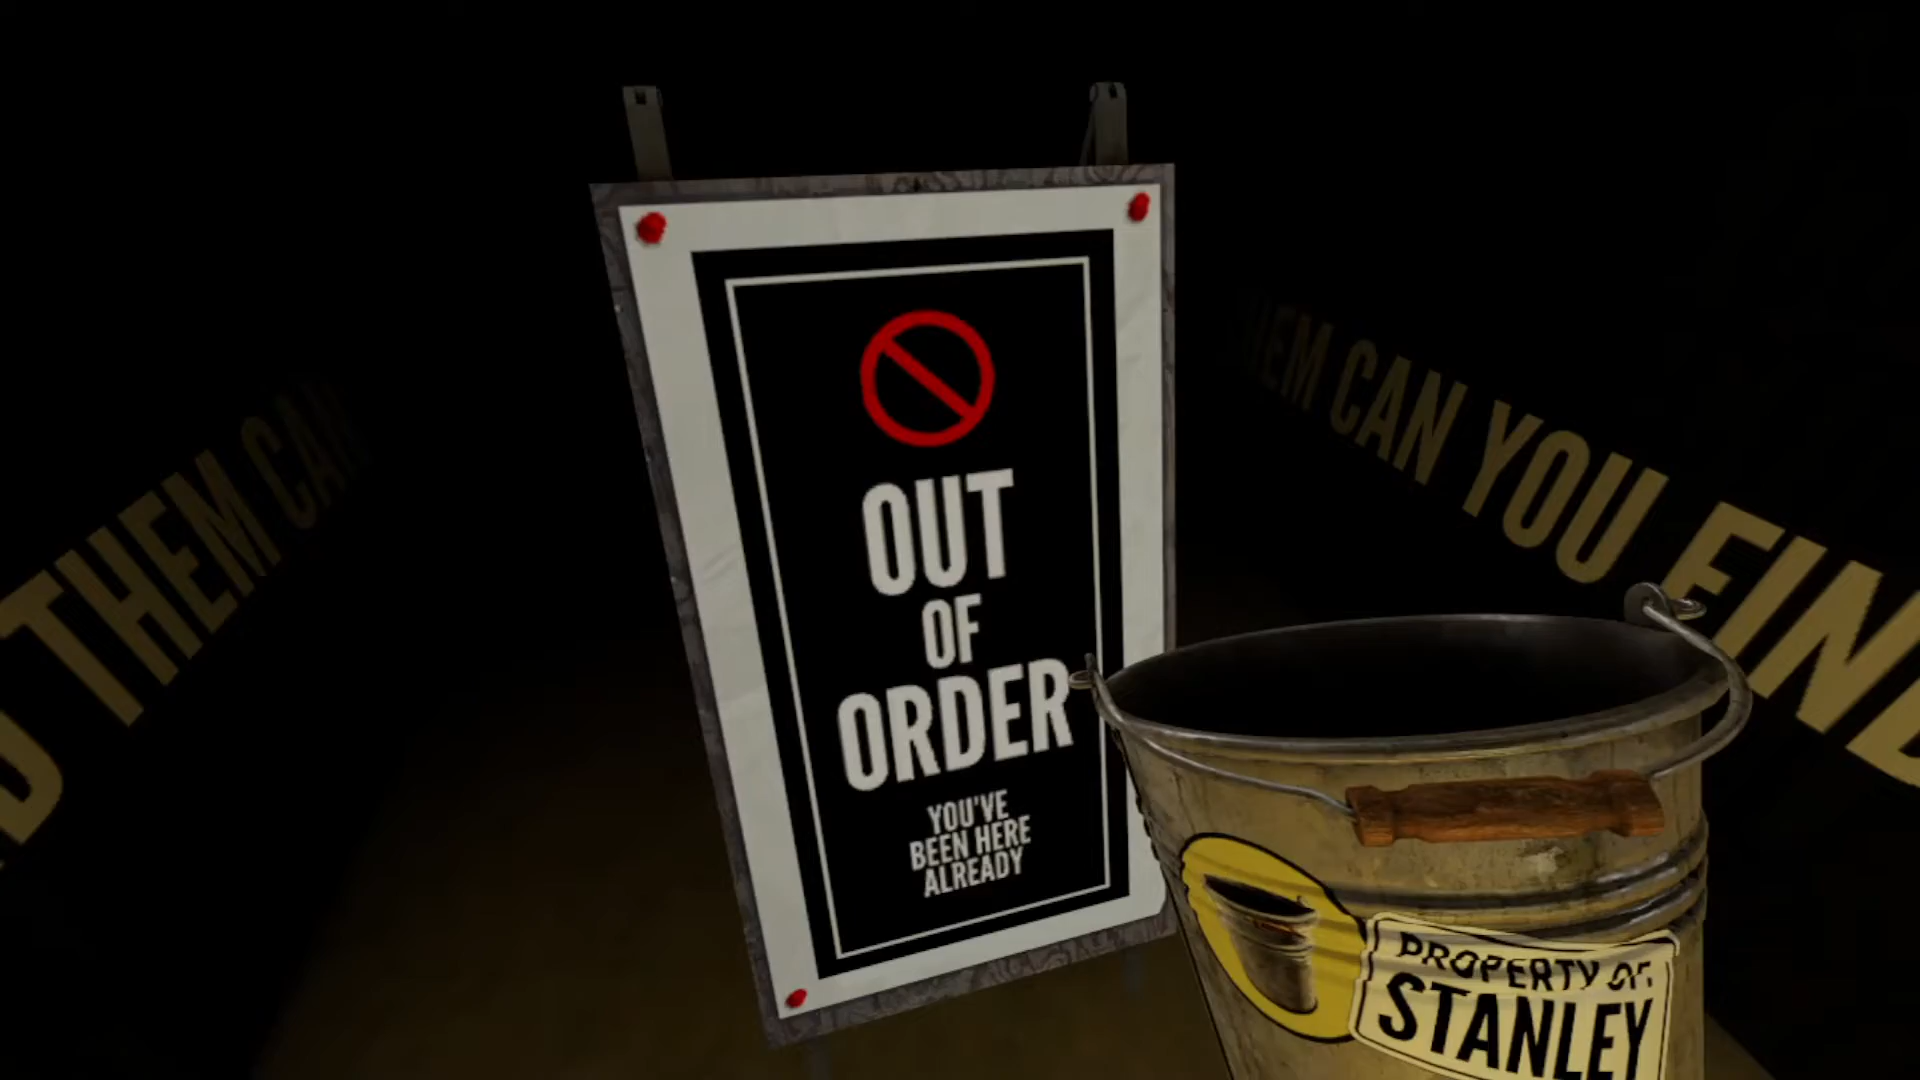 THEM CAN
THEM CAN YOU FIND
OUT
OF
ORDER
YOU'VE
BEEN HERE
ALREADY
PROPERTY OF:
STANLEY